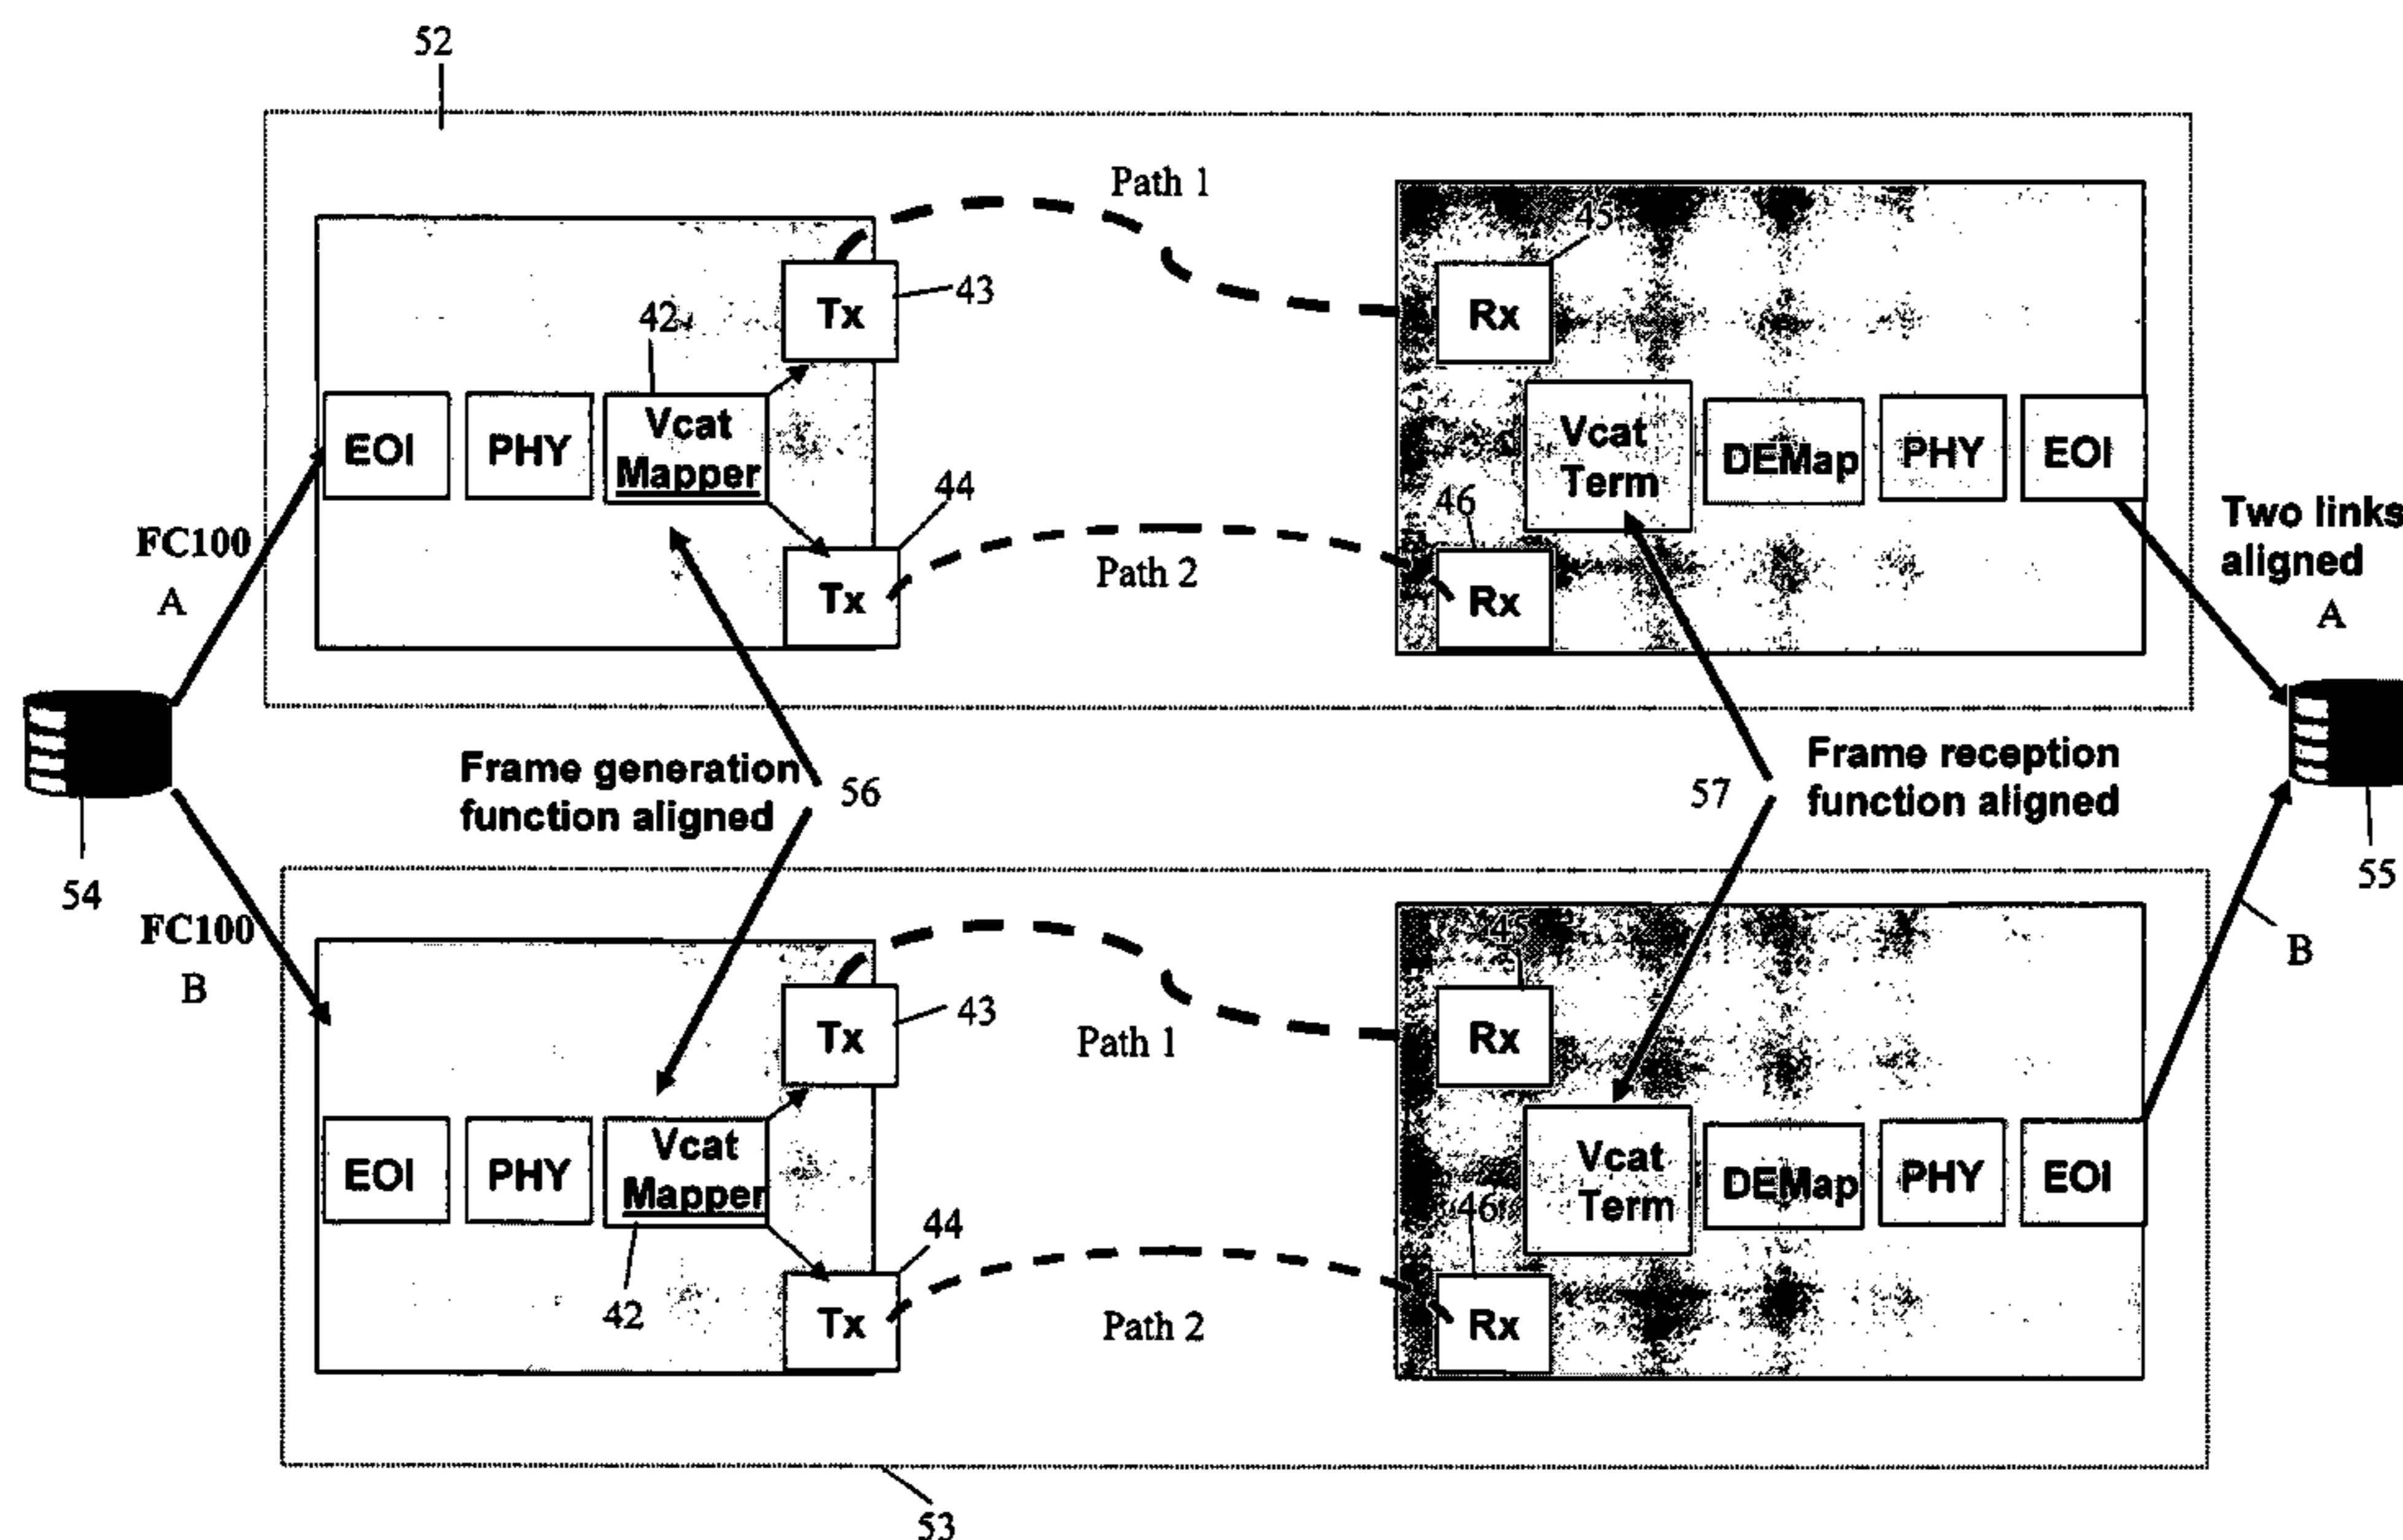 52
Path 1
45
43
Tx
Rx
42
EOI
PHY
Vcat
Mapper
Vcat
Term
DEMap
PHY
EOI
44
46
FC100
A
Path 2
Two links
aligned
A
Tx
Rx
Frame generation
function aligned
56
57
Frame reception
function aligned
54
55
FC100
B
45
B
43
Tx
Rx
Path 1
EOI
PHY
Vcat
Mapper
Vcat
Term
DEMap
PHY
EOI
44
46
42
Path 2
Tx
Rx
53